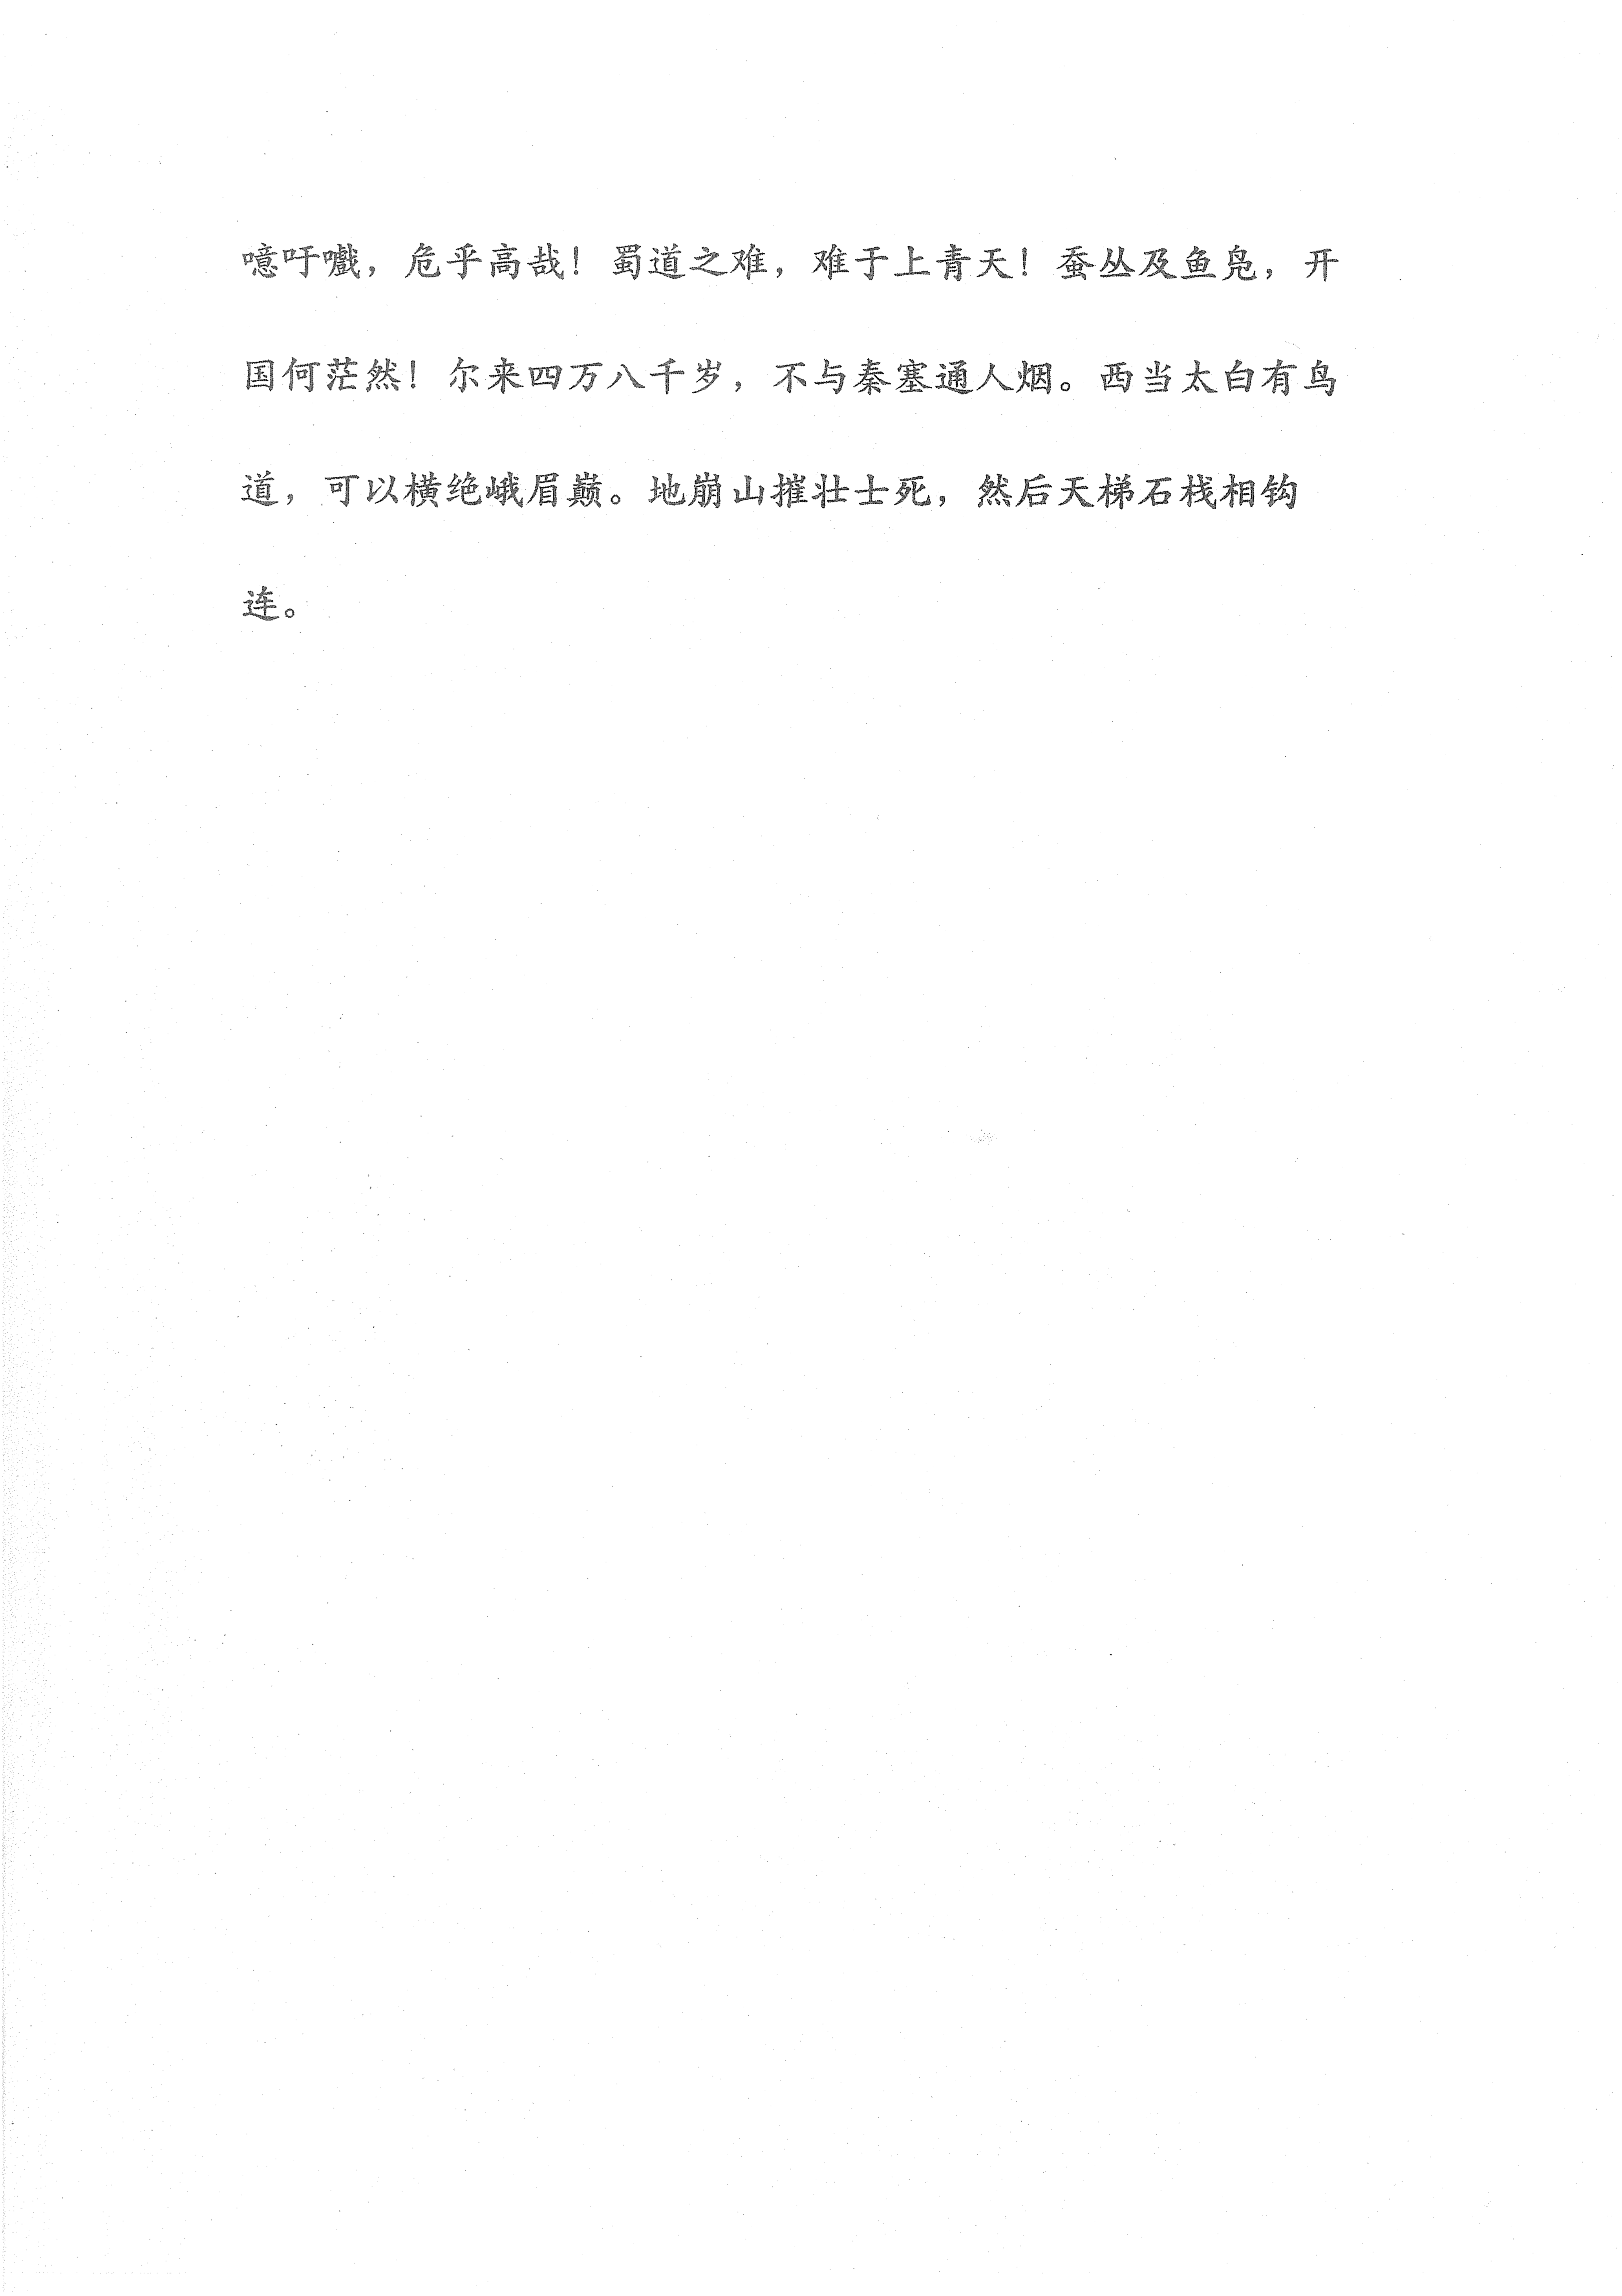 噫吁嚱，危乎高哉！蜀道之难，难于上青天！蚕丛及鱼凫，开
国何茫然！尔来四万八千岁，不与秦塞通人烟。西当太白有鸟
道，可以横绝峨眉巅。地崩山摧壮士死，然后天梯石栈相钩
连。